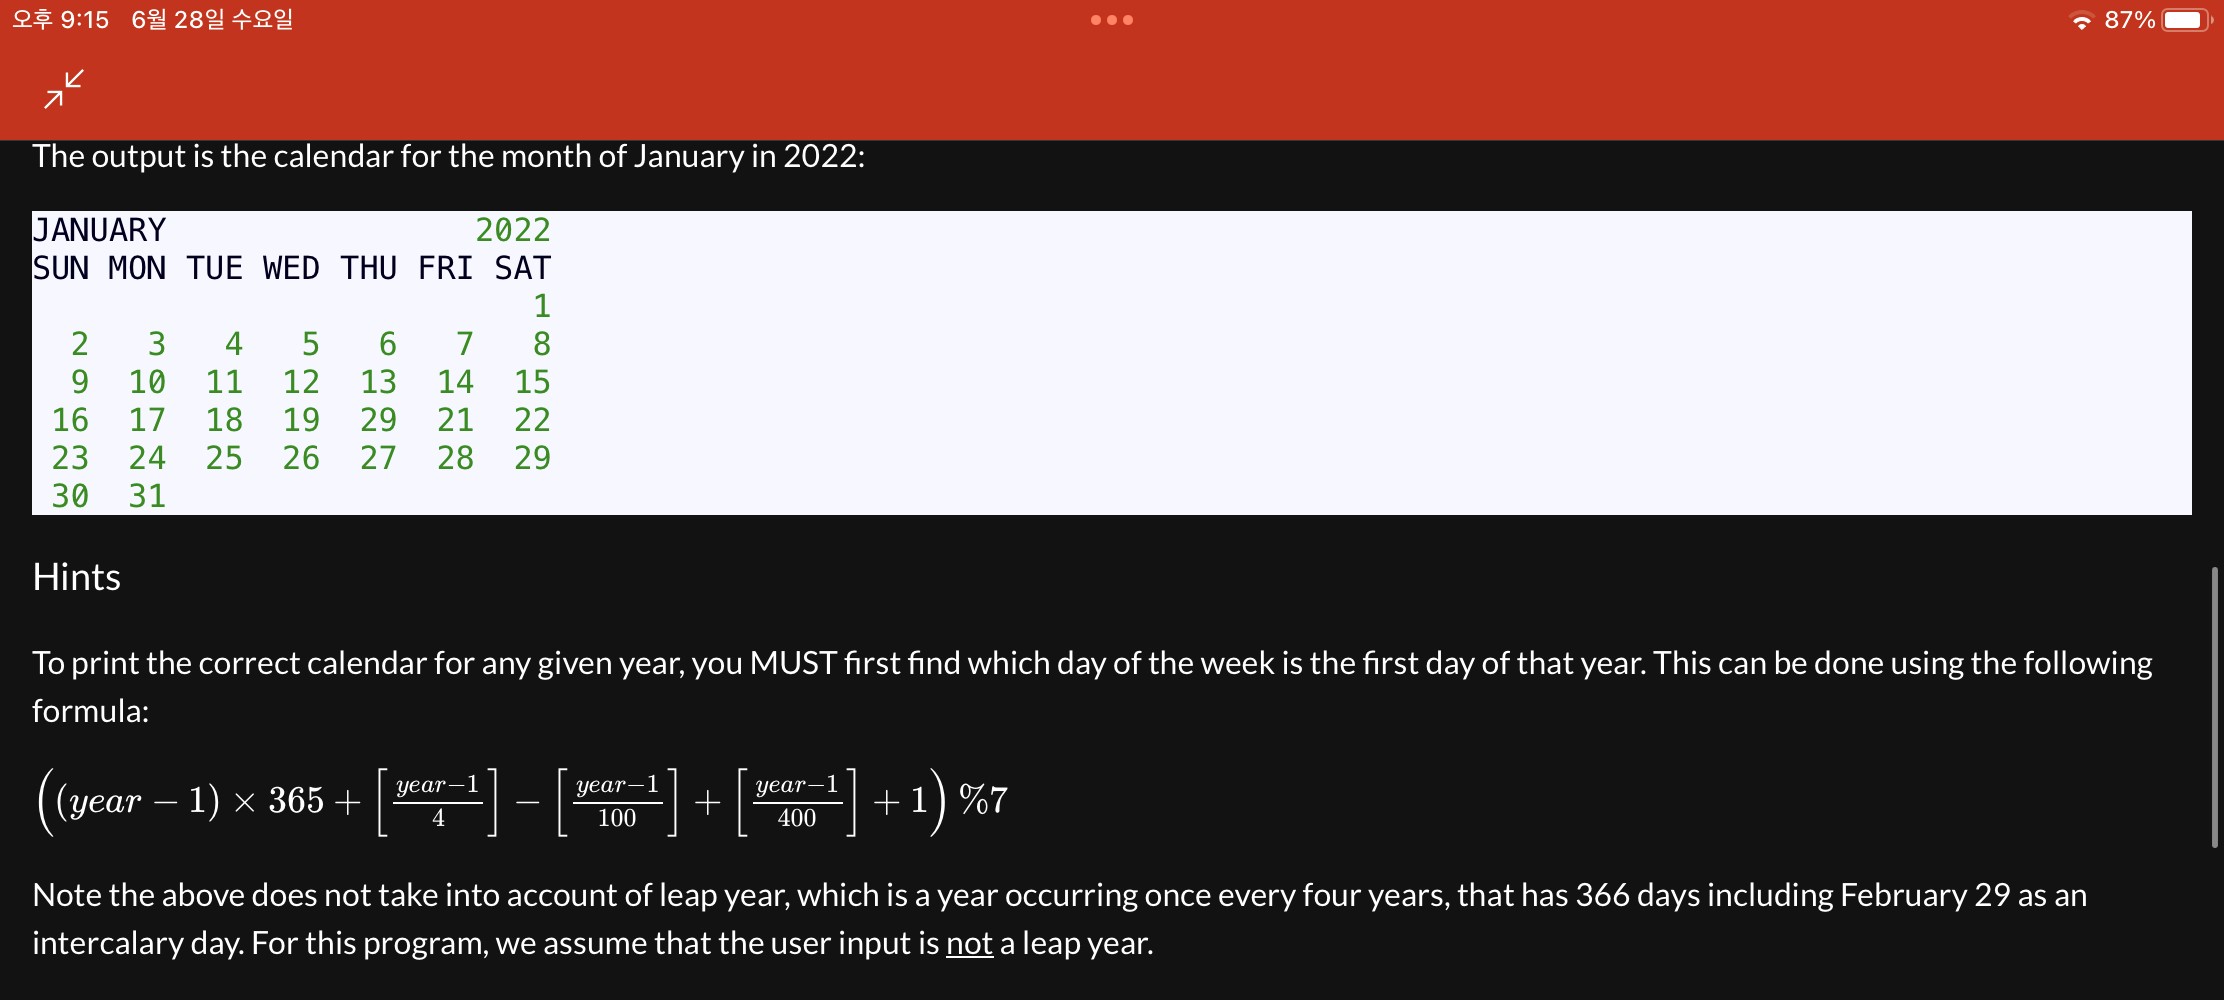 오후 9:15 6월 28일 수요일 87%
The output is the calendar for the month of January in 2022:
JANUARY 2022
SUN MON TUE WED THU FRI SAT
1
2 3 4 5 6 7 8
9 10 11 12 13 14 15
16 17 18 19 29 21 22
23 24 25 26 27 28 29
30 31
Hints
To print the correct calendar for any given year, you MUST first find which day of the week is the first day of that year. This can be done using the following
formula:
((year − 1) × 365 + [year−1/4] − [year−1/100] + [year−1/400] + 1) %7
Note the above does not take into account of leap year, which is a year occurring once every four years, that has 366 days including February 29 as an
intercalary day. For this program, we assume that the user input is not a leap year.